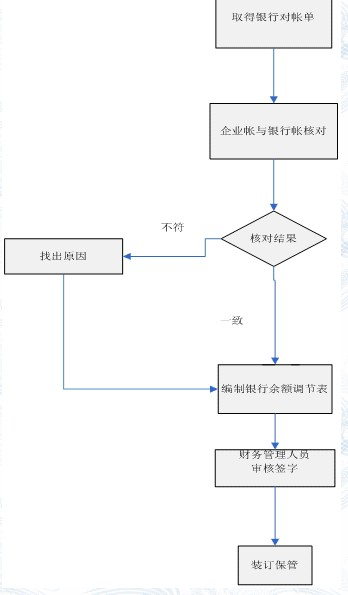 取得银行对帐单
企业帐与银行帐核对
不符
核对结果
找出原因
一致
编制银行余额调节表
财务管理人员
审核签字
装订保管